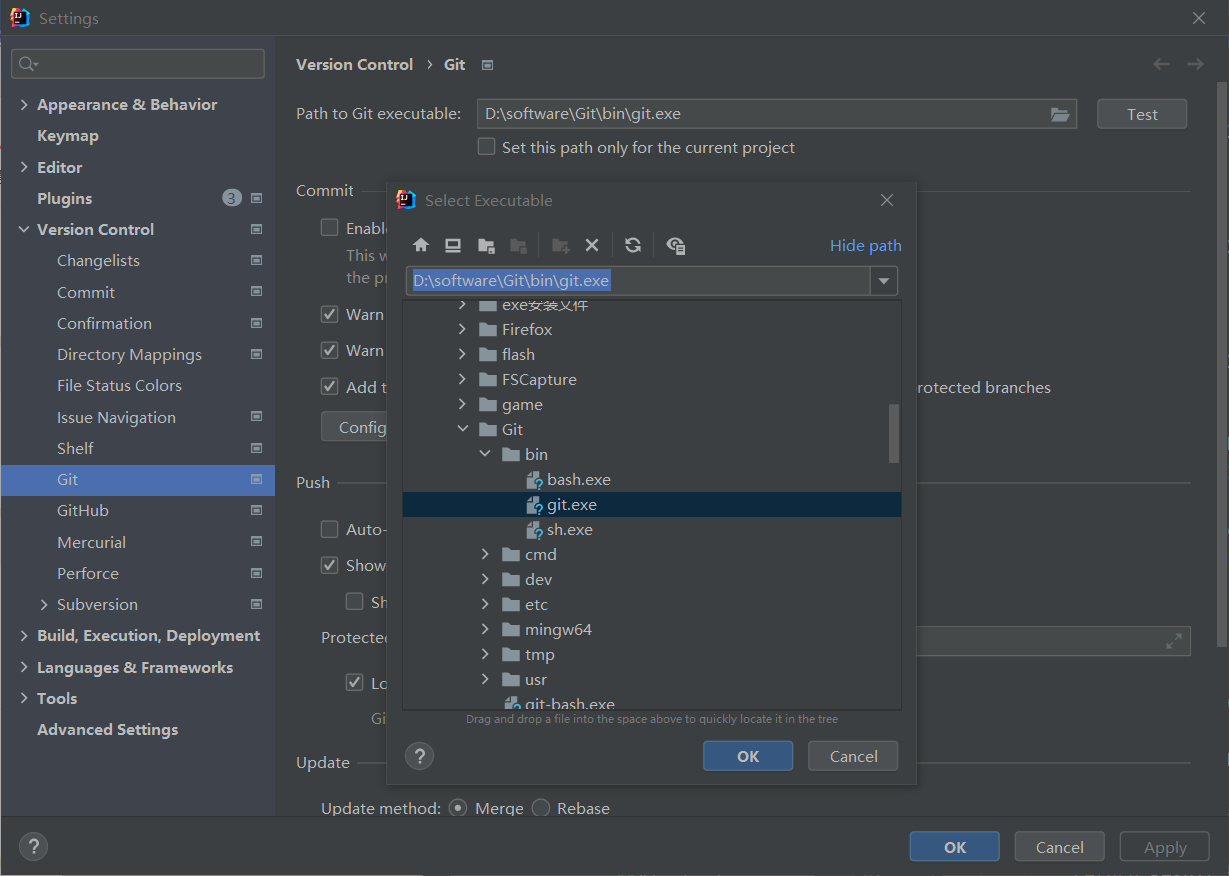 Settings
Appearance & Behavior
Keymap
Editor
Plugins 3
Version Control
Changelists
Commit
Confirmation
Directory Mappings
File Status Colors
Issue Navigation
Shelf
Git
GitHub
Mercurial
Perforce
Subversion
Build, Execution, Deployment
Languages & Frameworks
Tools
Advanced Settings
Version Control › Git
Path to Git executable: D:\software\Git\bin\git.exe Test
Set this path only for the current project
Commit
Enabl
This w
the pr
Warn
Warn
Add t rotected branches
Config
Push
Auto-
Show
Sh
Protected
Lo
Gi
Update
Update method: Merge Rebase
Select Executable
Hide path
D:\software\Git\bin\git.exe
exe安装文件
Firefox
flash
FSCapture
game
Git
bin
bash.exe
git.exe
sh.exe
cmd
dev
etc
mingw64
tmp
usr
git-bash.exe
Drag and drop a file into the space above to quickly locate it in the tree
? OK Cancel
? OK Cancel Apply